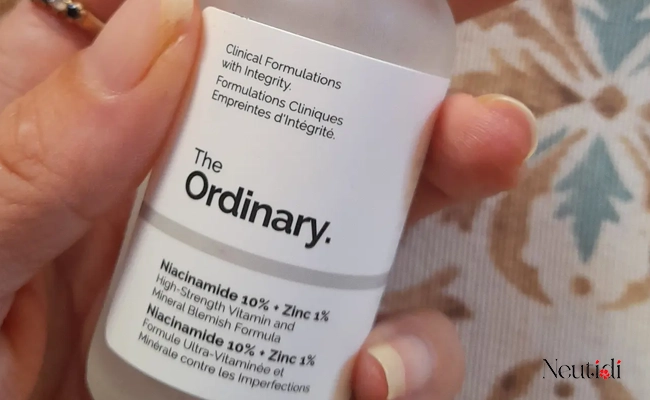 Clinical Formulations
with Integrity.
Formulations Cliniques
Empreintes d'Intégrité.
The
Ordinary.
Niacinamide 10% + Zinc 1%
High-Strength Vitamin and
Mineral Blemish Formula
Niacinamide 10% + Zinc 1%
Formule Ultra-Vitaminée et
Minérale contre les Imperfections
Neutidi